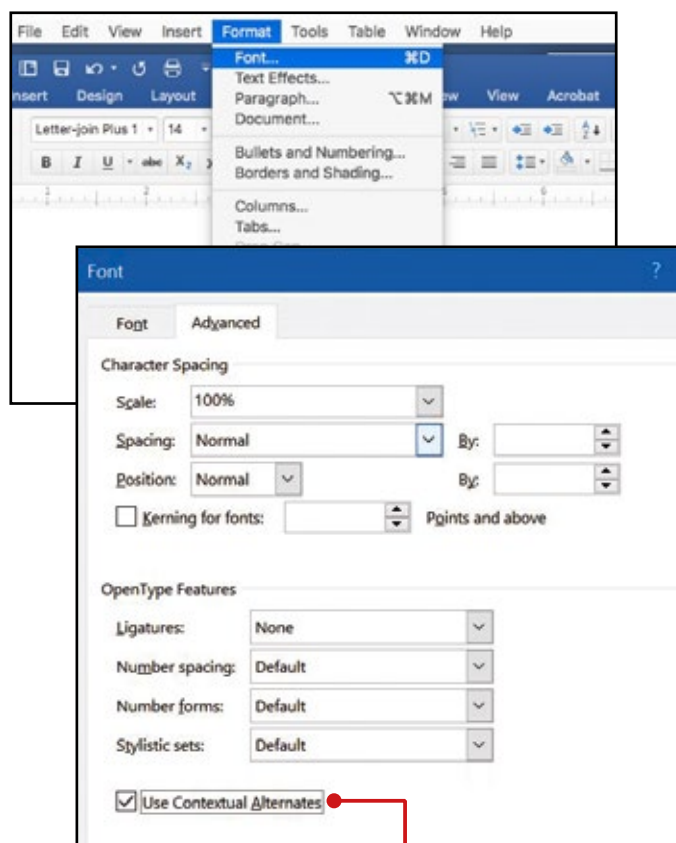 File Edit View Insert Format Tools Table Window Help
Font... ⌘D
Text Effects...
nsert Design Layout Paragraph... ⌥⌘M ew View Acrobat
Document...
Letter-join Plus 1 14
Bullets and Numbering...
B I U abc X₂
Borders and Shading...
Columns...
Tabs...
Font ?
Font Advanced
Character Spacing
Scale: 100%
Spacing: Normal By:
Position: Normal By:
Kerning for fonts: Points and above
OpenType Features
Ligatures: None
Number spacing: Default
Number forms: Default
Stylistic sets: Default
Use Contextual Alternates